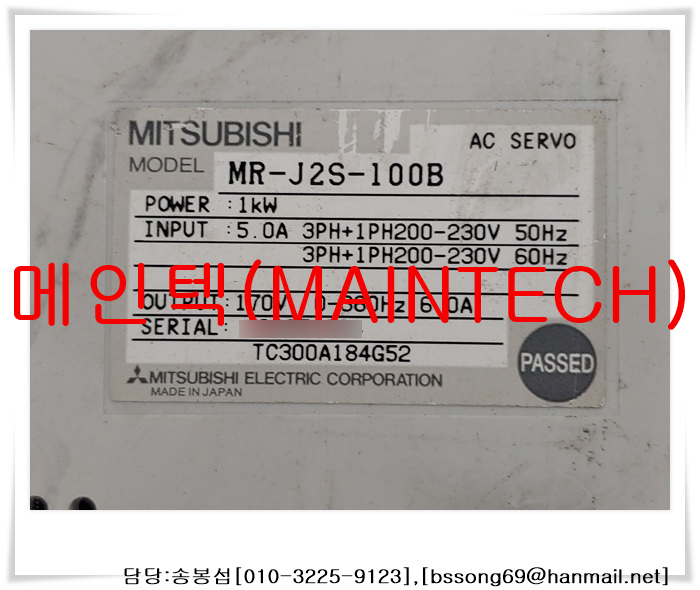 MITSUBISHI
AC SERVO
MODEL MR-J2S-100B
POWER :1kW
INPUT :5.0A 3PH+1PH200-230V 50Hz
3PH+1PH200-230V 60Hz
메인텍(MAINTECH)
OUTPUT:170V
SERIAL:
TC300A184G52
PASSED
MITSUBISHI ELECTRIC CORPORATION
MADE IN JAPAN
담당:송봉섬[010-3225-9123],[bssong69@hanmail.net]